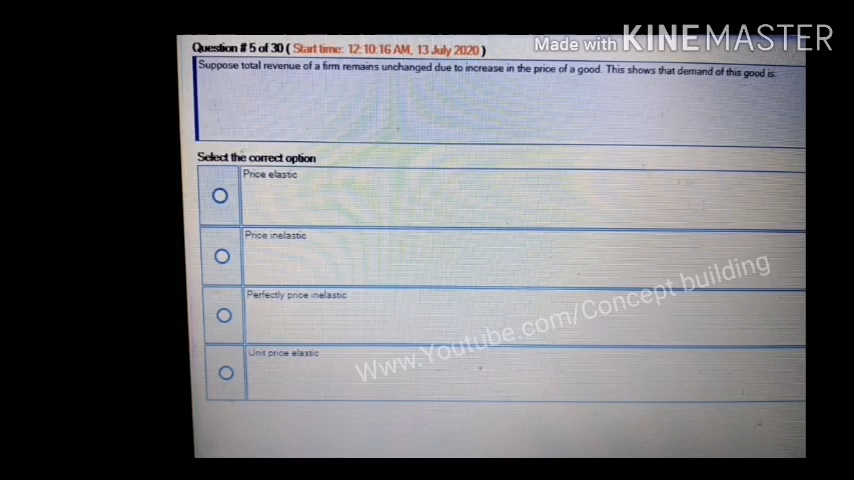 Made with KINEMASTER
Question # 5 of 30 ( Start time: 12:10:16 AM, 13 July 2020 )
Suppose total revenue of a firm remains unchanged due to increase in the price of a good. This shows that demand of this good is:
Select the correct option
Price elastic
Price inelastic
Perfectly price inelastic
Unit price elastic
Www.Youtube.com/Concept building